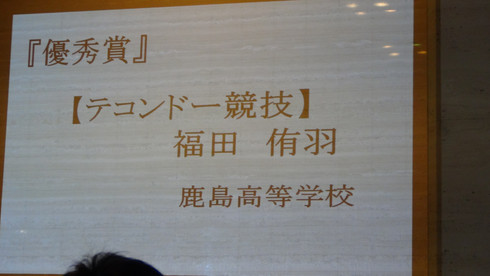 『優秀賞』
【テコンドー競技】
福田　侑羽
鹿島高等学校